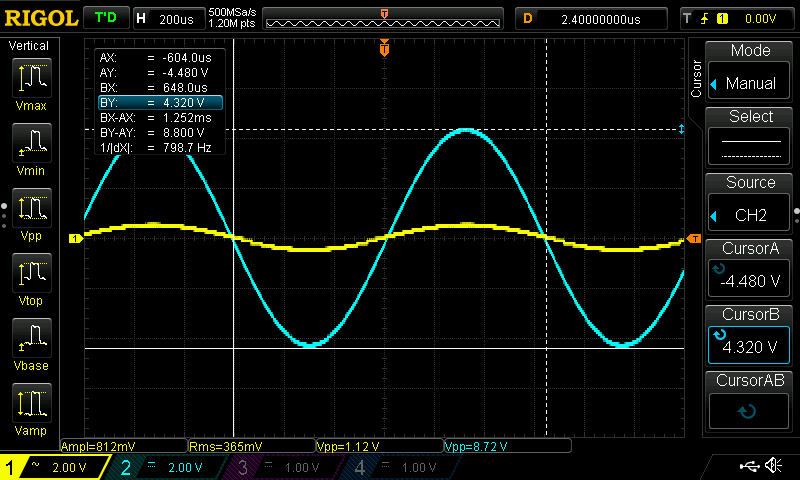 RIGOL T'D H 200us 500MSa/s 1.20M pts T D 2.40000000us T 1 0.00V
Vertical
Vmax
Vmin
Vpp
Vtop
Vbase
Vamp
T
AX: = -604.0us
AY: = -4.480 V
BX: = 648.0us
BY: = 4.320 V
BX-AX: = 1.252ms
BY-AY: = 8.800 V
1/|dX|: = 798.7 Hz
1
T
Cursor
Mode
Manual
Select
Source
CH2
CursorA
-4.480 V
CursorB
4.320 V
CursorAB
Ampl=812mV Rms=365mV Vpp=1.12 V Vpp=8.72 V
1 ~ 2.00 V 2 = 2.00 V 3 = 1.00 V 4 = 1.00 V